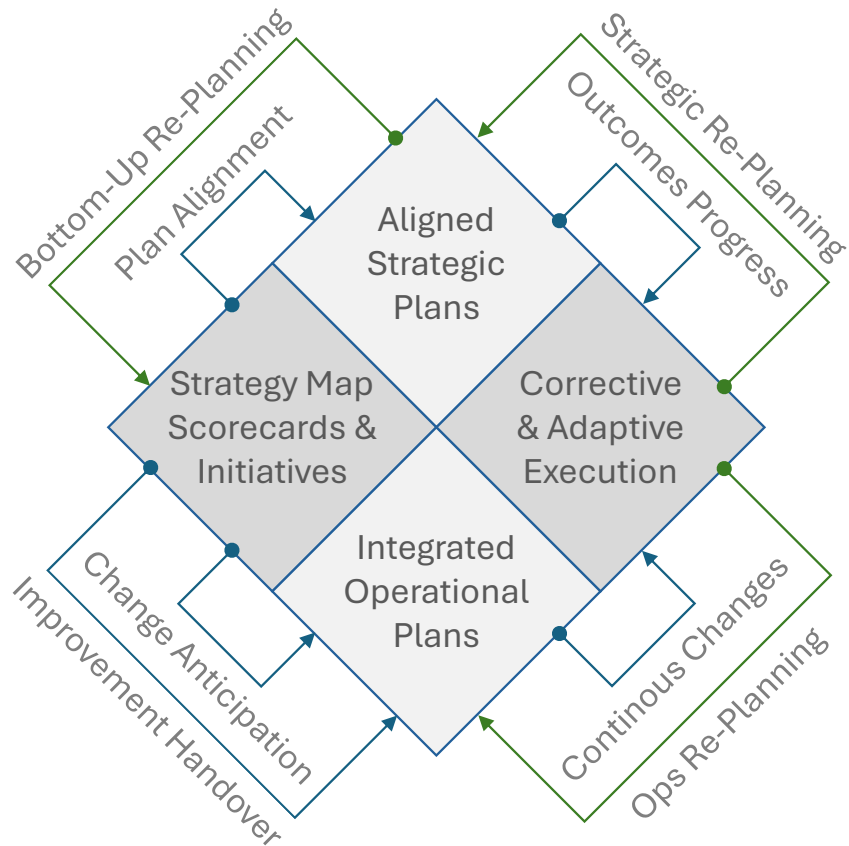 Bottom-Up Re-Planning
Plan Alignment
Strategic Re-Planning
Outcomes Progress
Aligned
Strategic
Plans
Strategy Map
Scorecards &
Initiatives
Corrective
& Adaptive
Execution
Integrated
Operational
Plans
Change Anticipation
Improvement Handover
Continous Changes
Ops Re-Planning